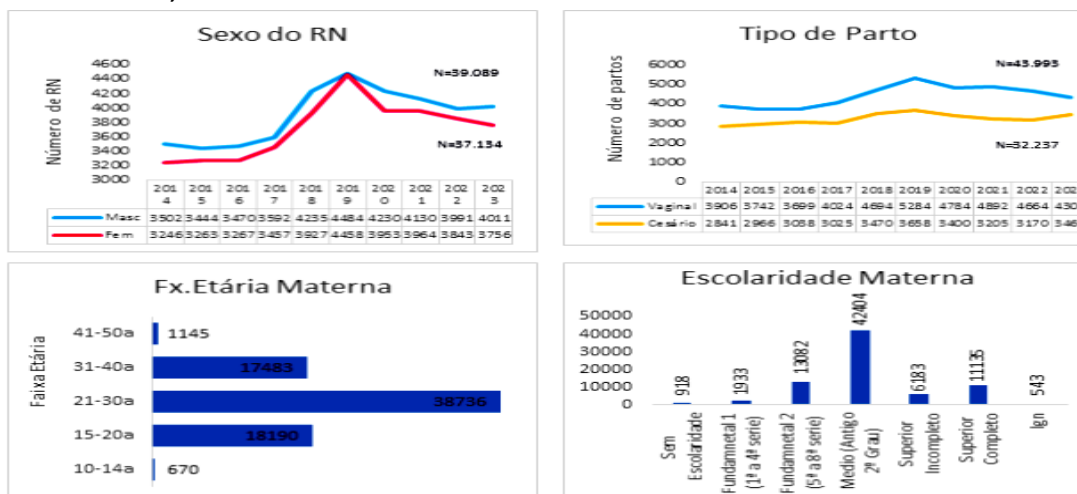 Sexo do RN
Número de RN
4600
4400
4200
4000
3800
3600
3400
3200
3000
N=39.089
N=37.134
2014 2015 2016 2017 2018 2019 2020 2021 2022 2023
Masc 3502 3444 3470 3592 4235 4484 4230 4130 3991 4011
Fem 3246 3263 3267 3457 3927 4458 3953 3964 3843 3756
Tipo de Parto
Número de partos
6000
5000
4000
3000
2000
1000
0
N=43.993
N=32.237
2014 2015 2016 2017 2018 2019 2020 2021 2022 202
Vaginal 3906 3742 3699 4024 4694 5284 4784 4892 4664 430
Cesário 2841 2966 3038 3025 3470 3658 3400 3205 3170 346
Fx.Etária Materna
Faixa Etária
41-50a 1145
31-40a 17483
21-30a 38736
15-20a 18190
10-14a 670
Escolaridade Materna
50000
40000
30000
20000
10000
0
918 1933 13082 42404 6183 11135 543
Sem Escolaridade
Fundamnetal 1 (1ª a 4ª serie)
Fundamnetal 2 (5ª a 8ª serie)
Medio (Antigo 2º Grau)
Superior Incompleto
Superior Completo
Ign